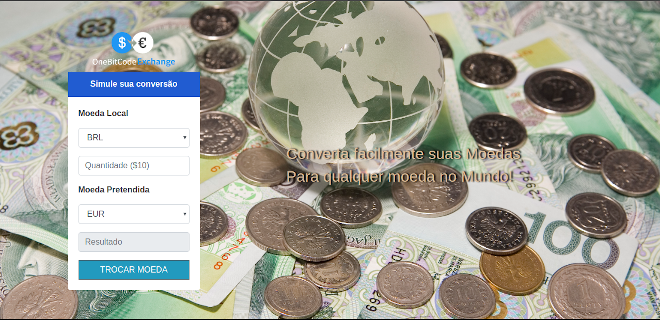 $ €
OneBitCode Exchange
Simule sua conversão
Moeda Local
BRL
Quantidade ($10)
Moeda Pretendida
EUR
Resultado
TROCAR MOEDA
Converta facilmente suas Moedas
Para qualquer moeda no Mundo!
100